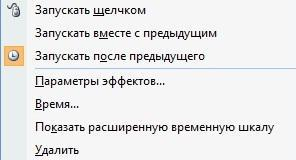 Запускать щелчком
Запускать вместе с предыдущим
Запускать после предыдущего
Параметры эффектов...
Время...
Показать расширенную временную шкалу
Удалить